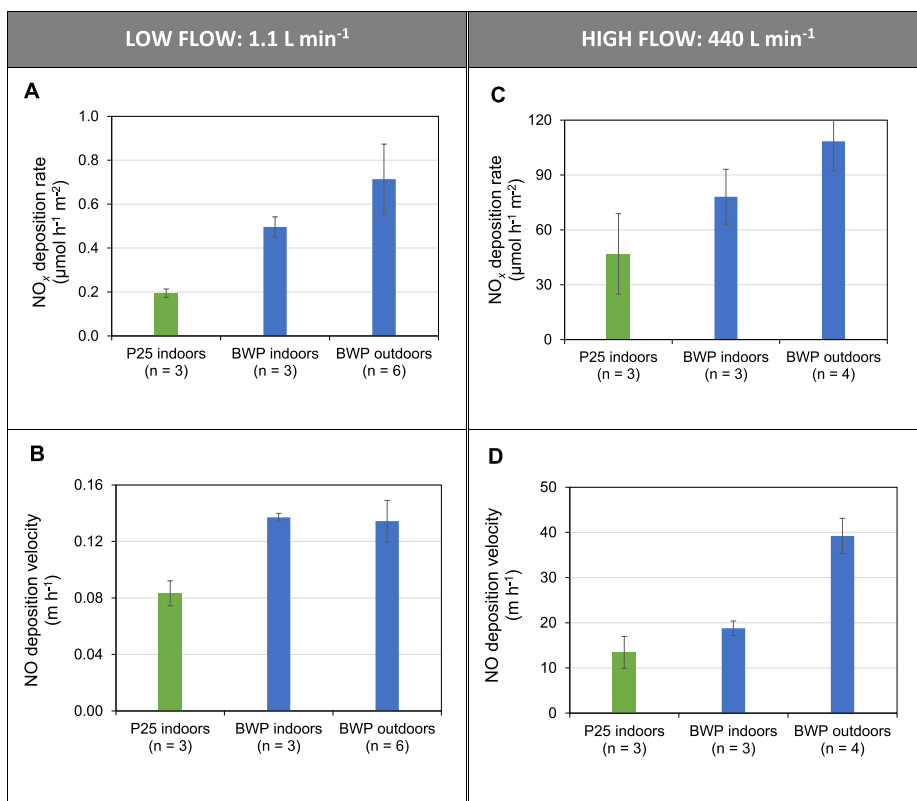 LOW FLOW: 1.1 L min⁻¹
HIGH FLOW: 440 L min⁻¹
A
NOx deposition rate
(µmol h⁻¹ m⁻²)
1.0
0.8
0.6
0.4
0.2
0.0
P25 indoors
(n = 3)
BWP indoors
(n = 3)
BWP outdoors
(n = 6)
C
NOx deposition rate
(µmol h⁻¹ m⁻²)
120
90
60
30
0
P25 indoors
(n = 3)
BWP indoors
(n = 3)
BWP outdoors
(n = 4)
B
NO deposition velocity
(m h⁻¹)
0.16
0.12
0.08
0.04
0.00
P25 indoors
(n = 3)
BWP indoors
(n = 3)
BWP outdoors
(n = 6)
D
NO deposition velocity
(m h⁻¹)
50
40
30
20
10
0
P25 indoors
(n = 3)
BWP indoors
(n = 3)
BWP outdoors
(n = 4)